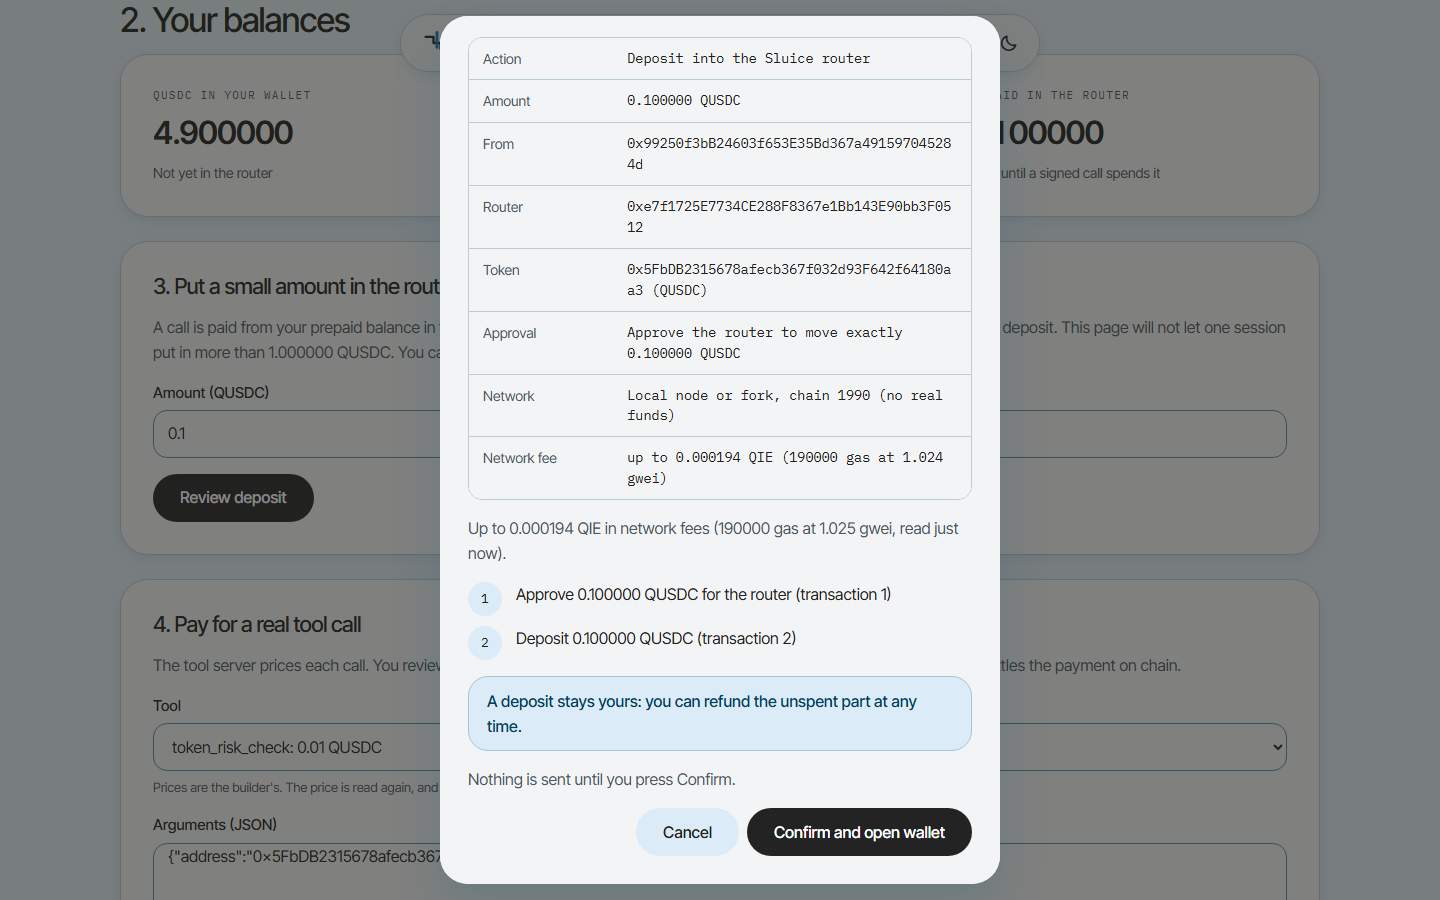 2. Your balances
QUSDC IN YOUR WALLET
4.900000
Not yet in the router
AID IN THE ROUTER
100000
until a signed call spends it
3. Put a small amount in the rout
A call is paid from your prepaid balance in
deposit. This page will not let one session
put in more than 1.000000 QUSDC. You ca
Amount (QUSDC)
0.1
Review deposit
4. Pay for a real tool call
The tool server prices each call. You review
tles the payment on chain.
Tool
token_risk_check: 0.01 QUSDC
Prices are the builder's. The price is read again, and
Arguments (JSON)
{"address":"0x5FbDB2315678afecb367
Action
Deposit into the Sluice router
Amount
0.100000 QUSDC
From
0x99250f3bB24603f653E35Bd367a49159704528
4d
Router
0xe7f1725E7734CE288F8367e1Bb143E90bb3F05
12
Token
0x5FbDB2315678afecb367f032d93F642f64180a
a3 (QUSDC)
Approval
Approve the router to move exactly
0.100000 QUSDC
Network
Local node or fork, chain 1990 (no real
funds)
Network fee
up to 0.000194 QIE (190000 gas at 1.024
gwei)
Up to 0.000194 QIE in network fees (190000 gas at 1.025 gwei, read just
now).
1
Approve 0.100000 QUSDC for the router (transaction 1)
2
Deposit 0.100000 QUSDC (transaction 2)
A deposit stays yours: you can refund the unspent part at any
time.
Nothing is sent until you press Confirm.
Cancel
Confirm and open wallet